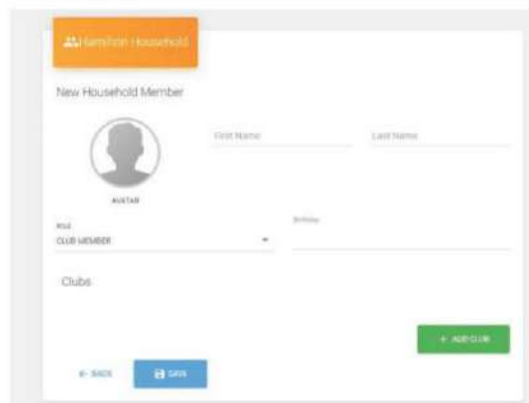 Hamilton Household
New Household Member
First Name
Last Name
AVATAR
Role
CLUB MEMBER
Birthday
Clubs
+ ADD CLUB
← BACK
SAVE